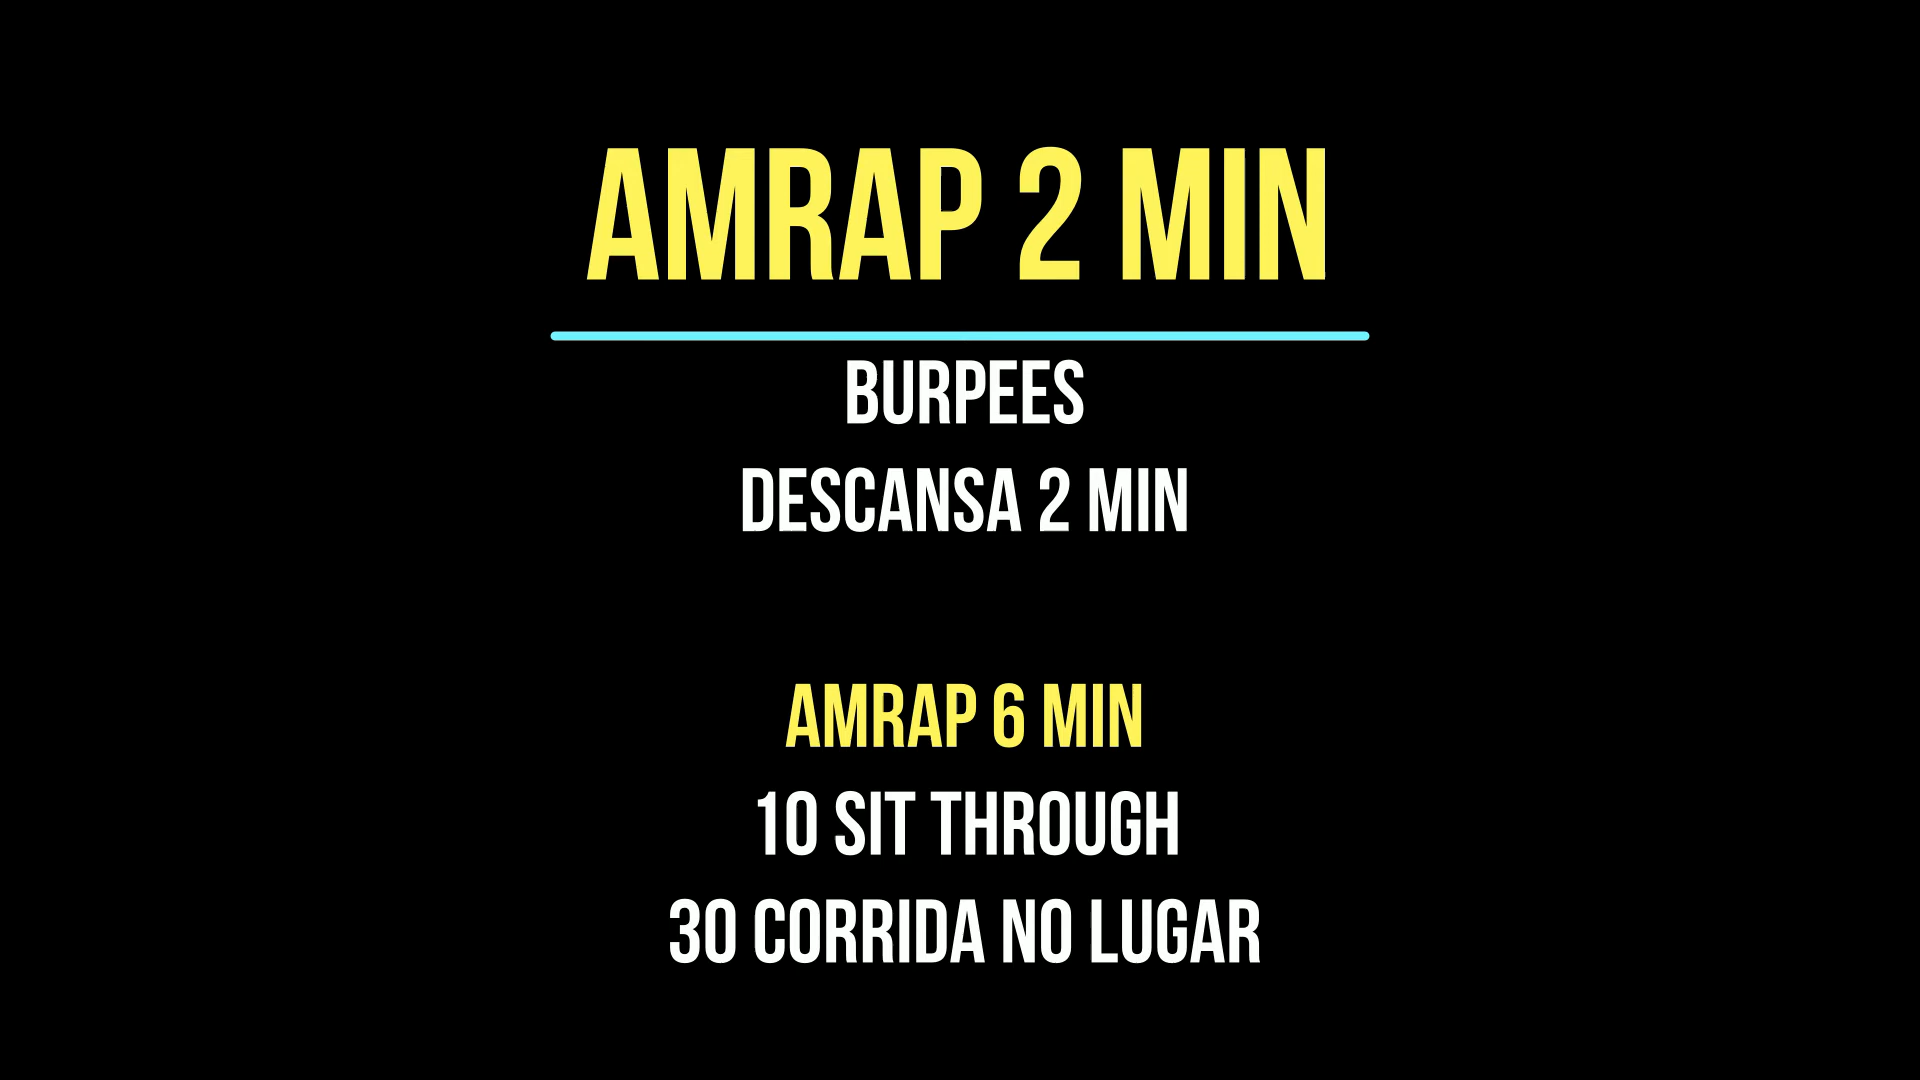 AMRAP 2 MIN
BURPEES
DESCANSA 2 MIN
AMRAP 6 MIN
10 SIT THROUGH
30 CORRIDA NO LUGAR